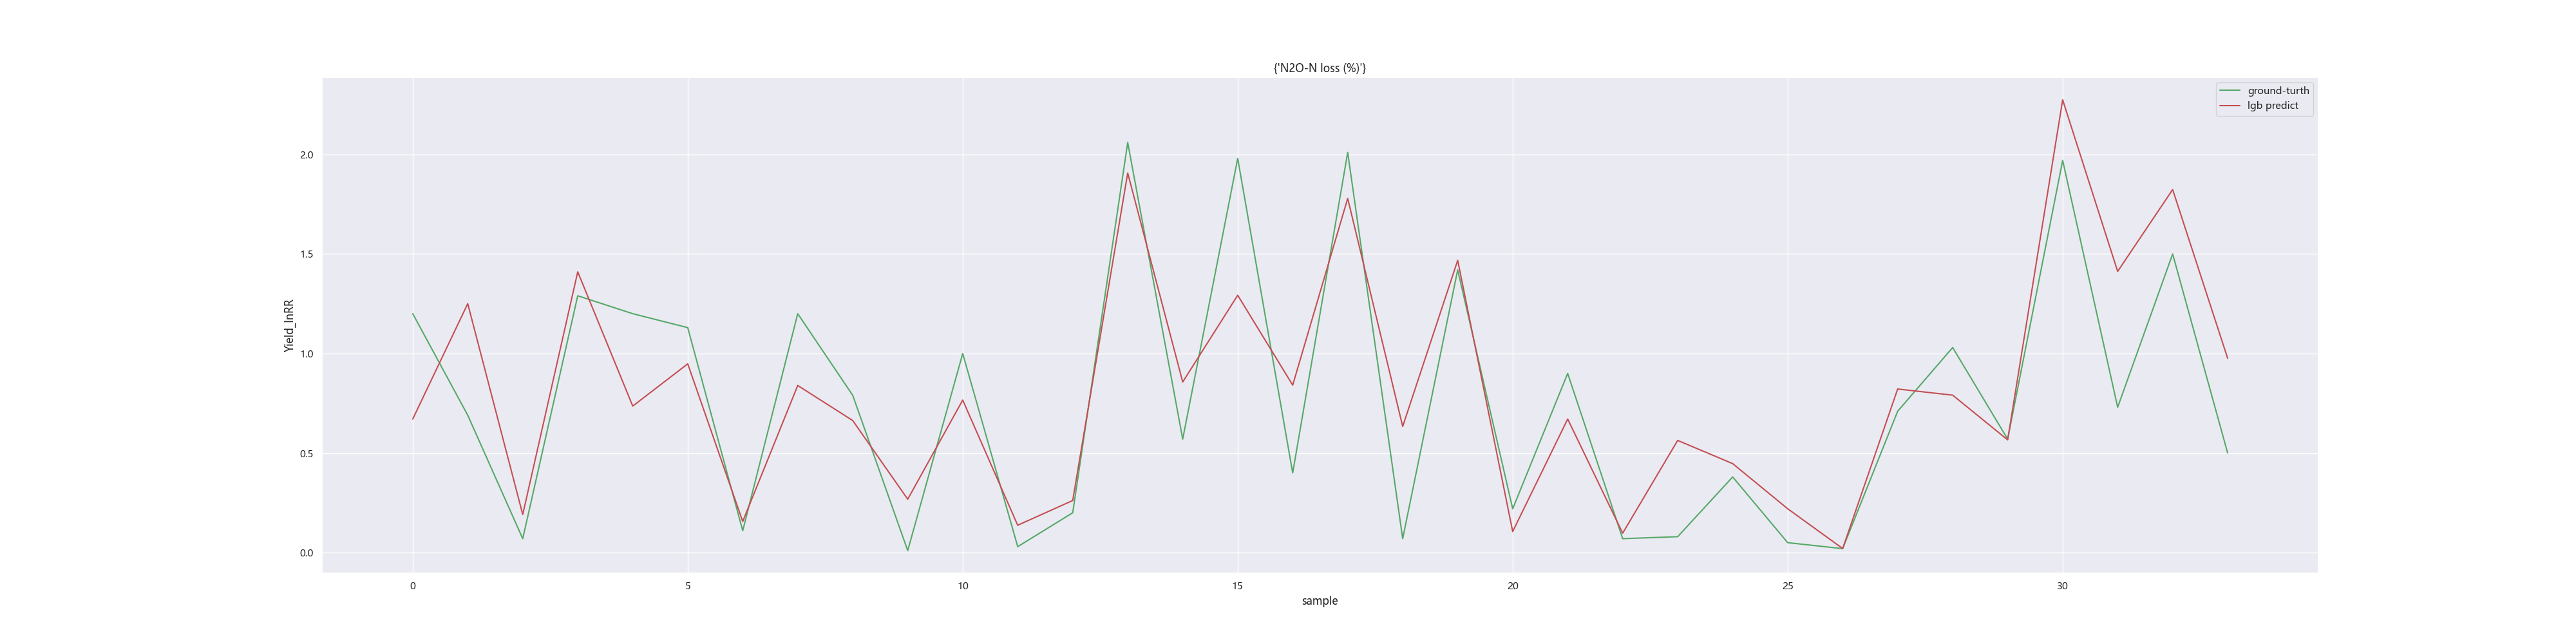 {'N2O-N loss (%)'}
ground-turth
lgb predict
Yield_lnRR
2.0
1.5
1.0
0.5
0.0
0 5 10 15 20 25 30
sample